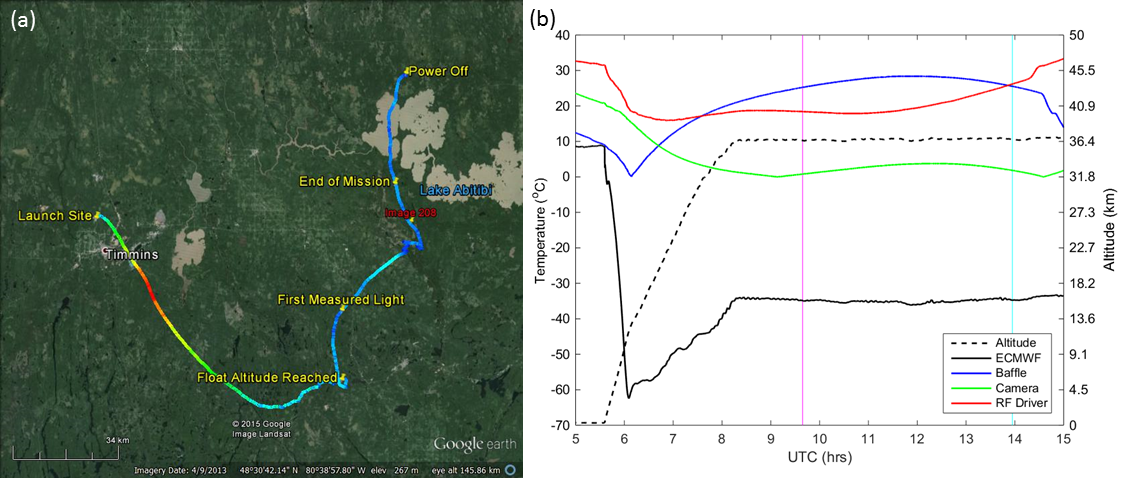 (a)
Power Off
End of Mission
Lake Abitibi
Image 208
Launch Site
Timmins
First Measured Light
Float Altitude Reached
© 2015 Google
Image Landsat
34 km
Google earth
Imagery Date: 4/9/2013 48°30'42.14" N 80°38'57.80" W elev 267 m eye alt 145.86 km
(b)
40
30
20
10
0
-10
-20
-30
-40
-50
-60
-70
Temperature (°C)
50
45.5
40.9
36.4
31.8
27.3
22.7
18.2
13.6
9.1
4.5
0
Altitude (km)
Altitude
ECMWF
Baffle
Camera
RF Driver
5 6 7 8 9 10 11 12 13 14 15
UTC (hrs)